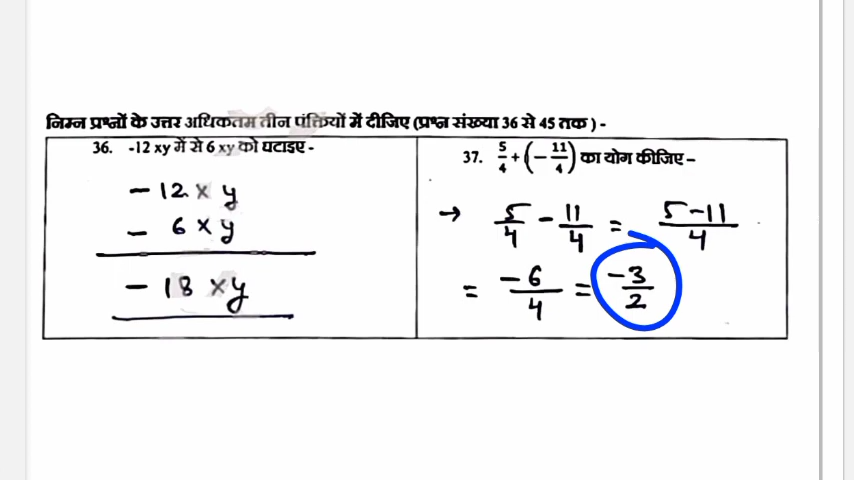 निम्न प्रश्नों के उत्तर अधिकतम तीन पंक्तियों में दीजिए (प्रश्न संख्या 36 से 45 तक ) -
36. -12 xy में से 6 xy को घटाइए -
- 12 x y
- 6 x y
- 18 x y
37. 5/4 + (- 11/4) का योग कीजिए –
→ 5/4 - 11/4 = 5-11/4
= -6/4 = -3/2